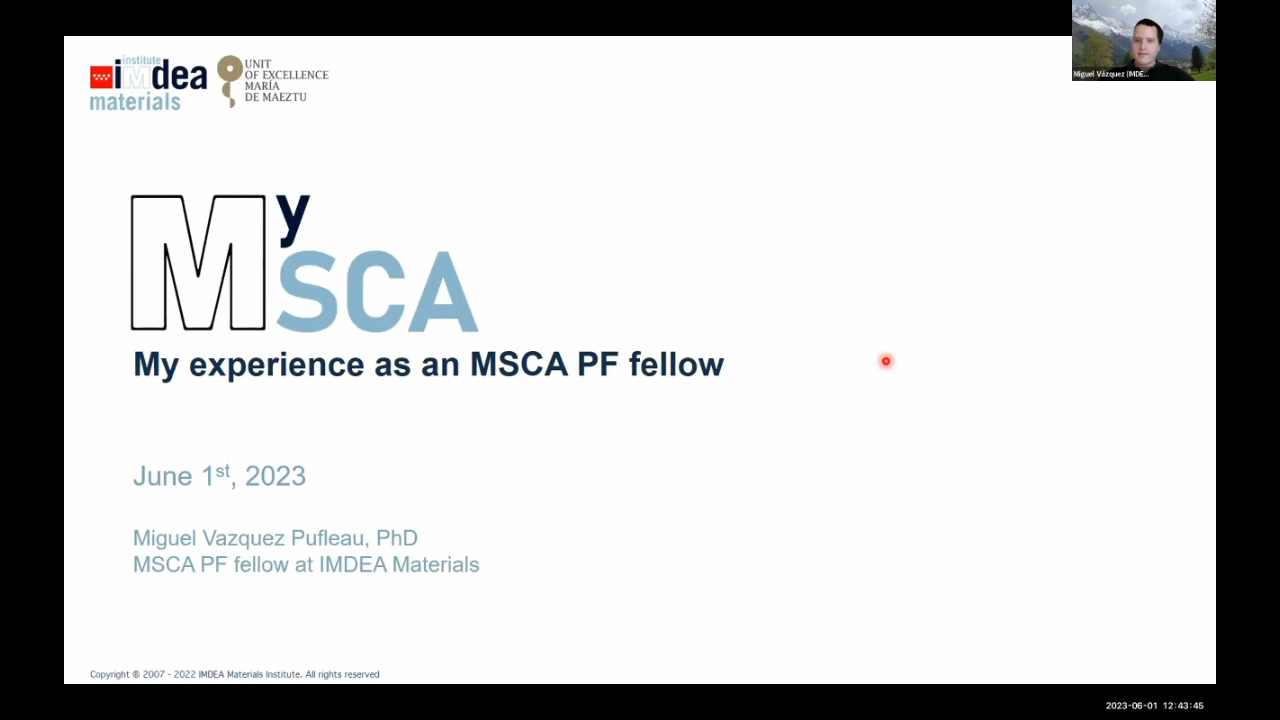 institute
iMdea
materials
UNIT
OF EXCELLENCE
MARÍA
DE MAEZTU
Miguel Vázquez (IMDE...
My
SCA
My experience as an MSCA PF fellow
June 1st, 2023
Miguel Vazquez Pufleau, PhD
MSCA PF fellow at IMDEA Materials
Copyright ® 2007 - 2022 IMDEA Materials Institute. All rights reserved
2023-06-01 12:43:45